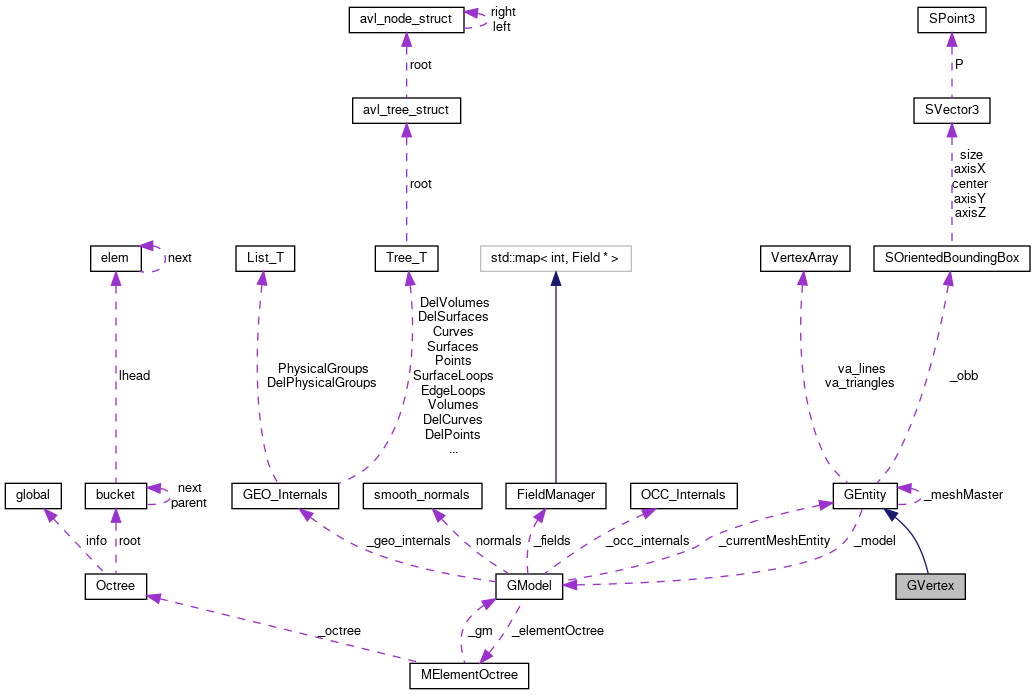 avl_node_struct
right
left
SPoint3
root
P
avl_tree_struct
SVector3
root
size
axisX
center
axisY
axisZ
elem
next
List_T
Tree_T
std::map< int, Field * >
VertexArray
SOrientedBoundingBox
lhead
PhysicalGroups
DelPhysicalGroups
DelVolumes
DelSurfaces
Curves
Surfaces
Points
SurfaceLoops
EdgeLoops
Volumes
DelCurves
DelPoints
...
va_lines
va_triangles
_obb
global
bucket
next
parent
GEO_Internals
smooth_normals
FieldManager
OCC_Internals
GEntity
_meshMaster
info
root
_geo_internals
normals
_fields
_occ_internals
_currentMeshEntity
_model
Octree
GModel
GVertex
_octree
_gm
_elementOctree
MElementOctree